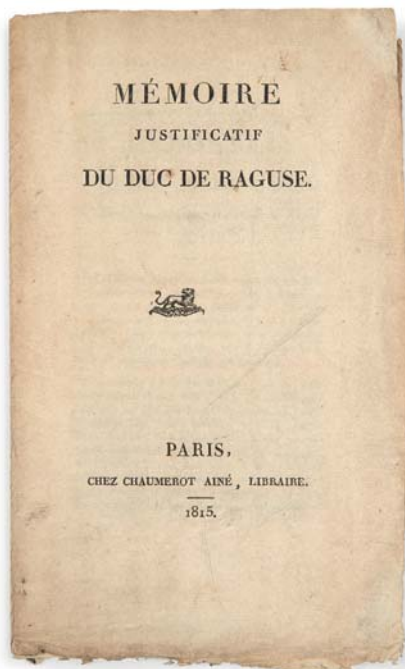 MÉMOIRE
JUSTIFICATIF
DU DUC DE RAGUSE.
PARIS,
CHEZ CHAUMEROT AINÉ, LIBRAIRE.
1815.